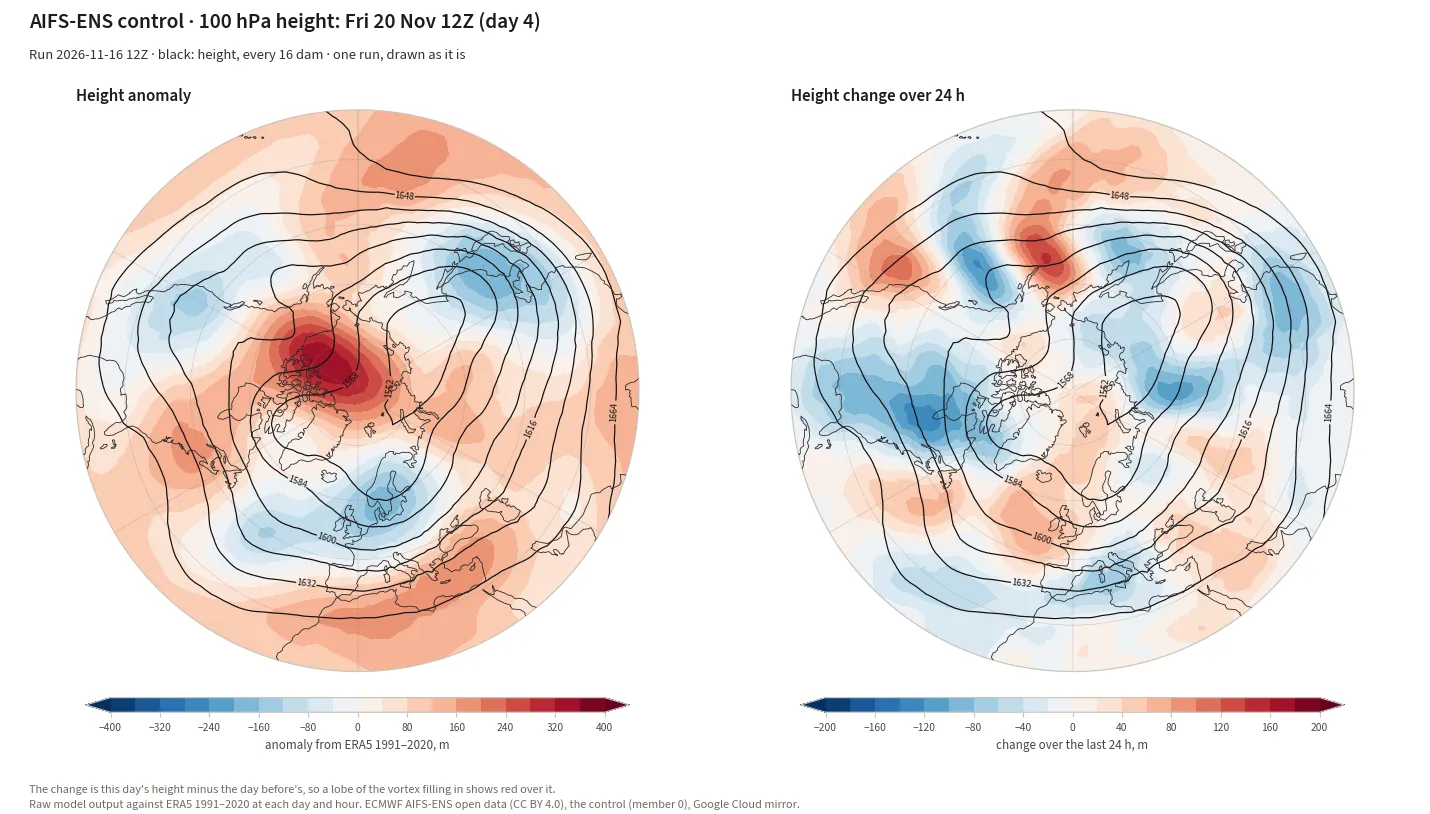 AIFS-ENS control · 100 hPa height: Fri 20 Nov 12Z (day 4)
Run 2026-11-16 12Z · black: height, every 16 dam · one run, drawn as it is
Height anomaly
Height change over 24 h
1648
1568
1552
1616
1664
1584
1600
1632
1648
1568
1552
1616
1664
1584
1600
1632
−400 −320 −240 −160 −80 0 80 160 240 320 400
anomaly from ERA5 1991–2020, m
−200 −160 −120 −80 −40 0 40 80 120 160 200
change over the last 24 h, m
The change is this day's height minus the day before's, so a lobe of the vortex filling in shows red over it.
Raw model output against ERA5 1991–2020 at each day and hour. ECMWF AIFS-ENS open data (CC BY 4.0), the control (member 0), Google Cloud mirror.